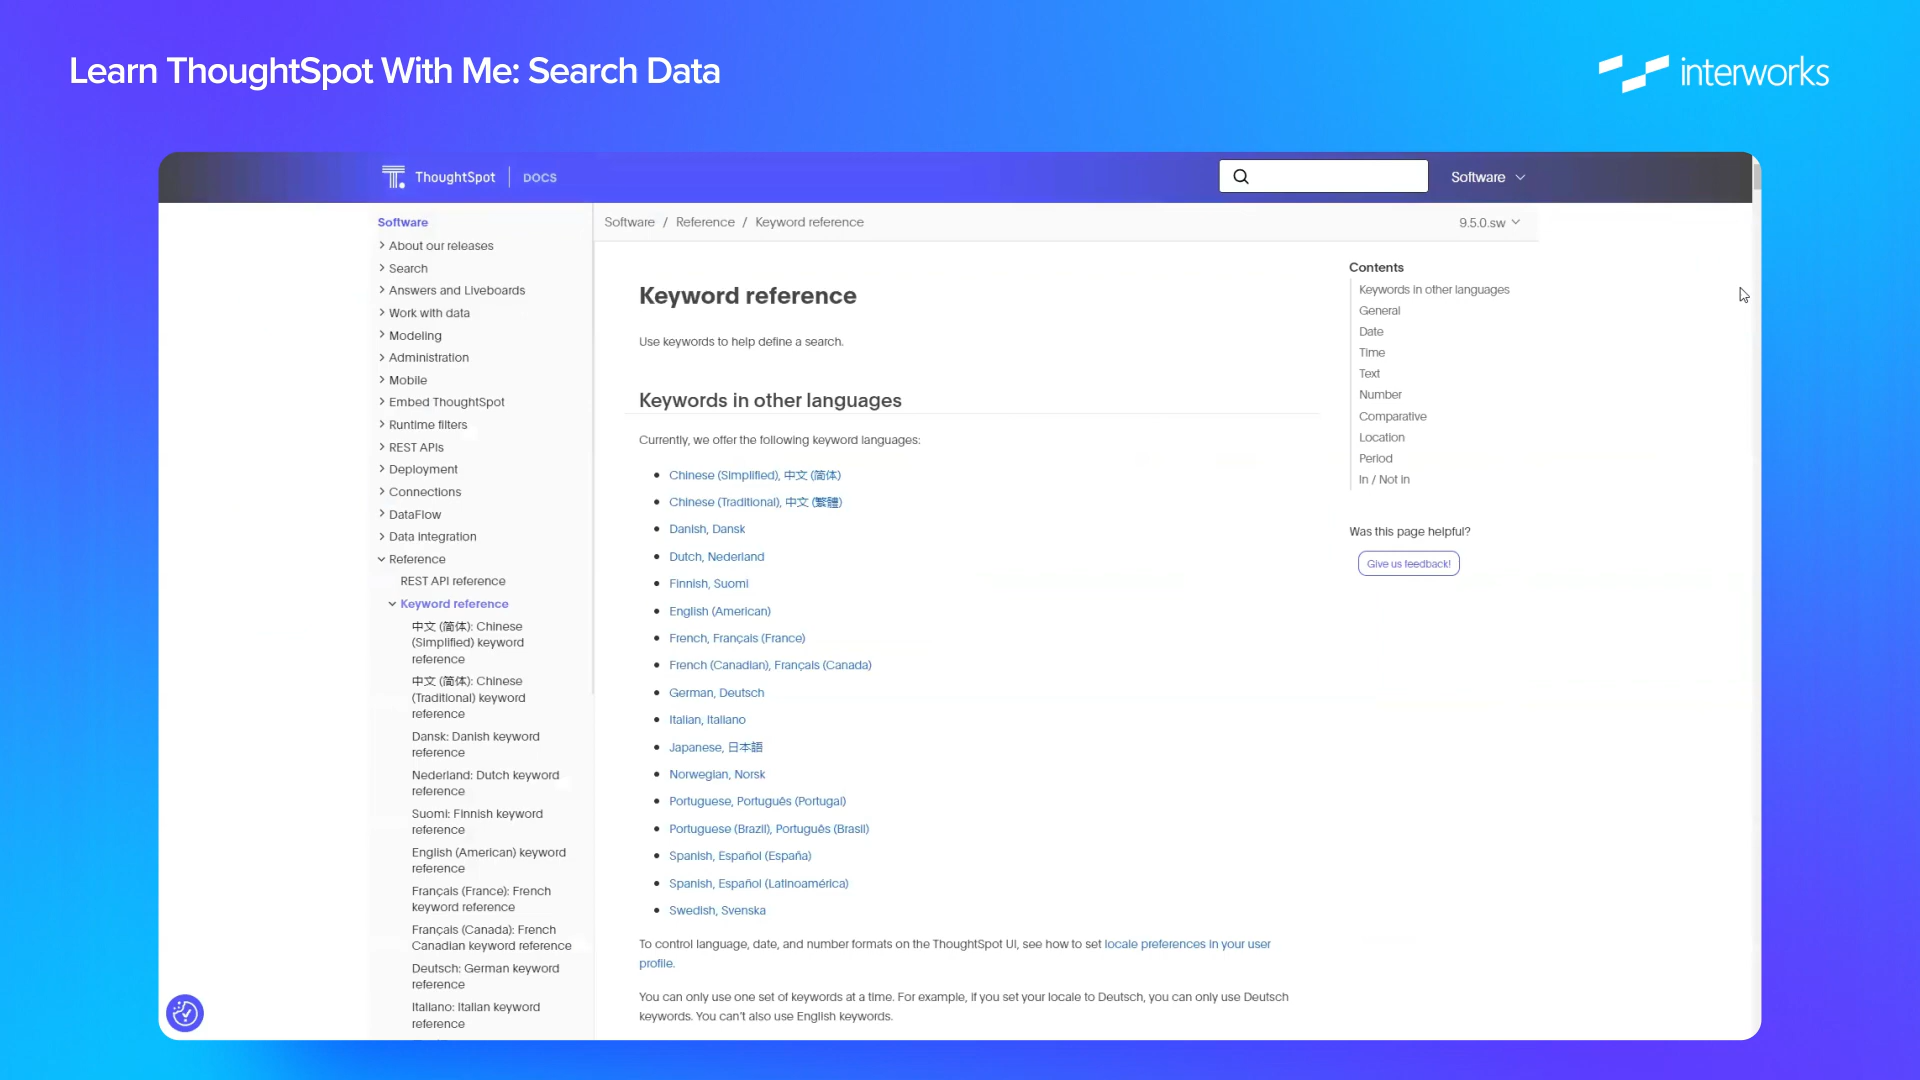 Learn ThoughtSpot With Me: Search Data
interworks
ThoughtSpot
DOCS
Software
Software
About our releases
Search
Answers and Liveboards
Work with data
Modeling
Administration
Mobile
Embed ThoughtSpot
Runtime filters
REST APIs
Deployment
Connections
DataFlow
Data integration
Reference
REST API reference
Keyword reference
中文 (简体): Chinese
(Simplified) keyword
reference
中文 (简体): Chinese
(Traditional) keyword
reference
Dansk: Danish keyword
reference
Nederland: Dutch keyword
reference
Suomi: Finnish keyword
reference
English (American) keyword
reference
Français (France): French
keyword reference
Français (Canada): French
Canadian keyword reference
Deutsch: German keyword
reference
Italiano: Italian keyword
reference
Software / Reference / Keyword reference
9.5.0.sw
Keyword reference
Use keywords to help define a search.
Keywords in other languages
Currently, we offer the following keyword languages:
Chinese (Simplified), 中文 (简体)
Chinese (Traditional), 中文 (繁體)
Danish, Dansk
Dutch, Nederland
Finnish, Suomi
English (American)
French, Français (France)
French (Canadian), Français (Canada)
German, Deutsch
Italian, Italiano
Japanese, 日本語
Norwegian, Norsk
Portuguese, Português (Portugal)
Portuguese (Brazil), Português (Brasil)
Spanish, Español (España)
Spanish, Español (Latinoamérica)
Swedish, Svenska
To control language, date, and number formats on the ThoughtSpot UI, see how to set locale preferences in your user
profile.
You can only use one set of keywords at a time. For example, if you set your locale to Deutsch, you can only use Deutsch
keywords. You can't also use English keywords.
Contents
Keywords in other languages
General
Date
Time
Text
Number
Comparative
Location
Period
In / Not in
Was this page helpful?
Give us feedback!